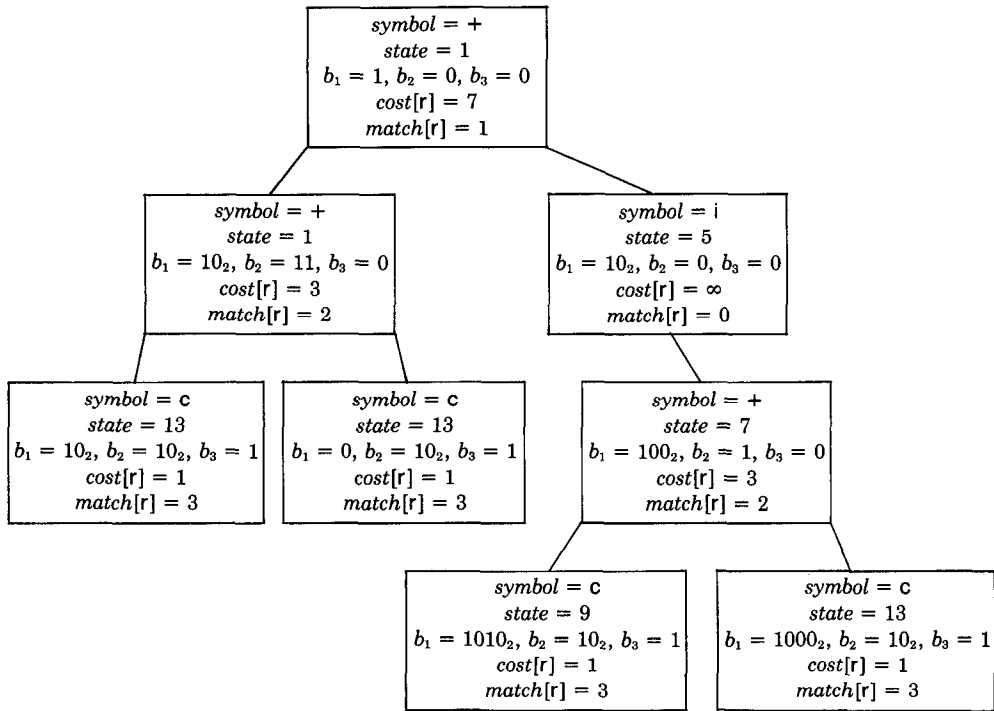 symbol = +
state = 1
b₁ = 1, b₂ = 0, b₃ = 0
cost[r] = 7
match[r] = 1
symbol = +
state = 1
b₁ = 10₂, b₂ = 11, b₃ = 0
cost[r] = 3
match[r] = 2
symbol = i
state = 5
b₁ = 10₂, b₂ = 0, b₃ = 0
cost[r] = ∞
match[r] = 0
symbol = c
state = 13
b₁ = 10₂, b₂ = 10₂, b₃ = 1
cost[r] = 1
match[r] = 3
symbol = c
state = 13
b₁ = 0, b₂ = 10₂, b₃ = 1
cost[r] = 1
match[r] = 3
symbol = +
state = 7
b₁ = 100₂, b₂ = 1, b₃ = 0
cost[r] = 3
match[r] = 2
symbol = c
state = 9
b₁ = 1010₂, b₂ = 10₂, b₃ = 1
cost[r] = 1
match[r] = 3
symbol = c
state = 13
b₁ = 1000₂, b₂ = 10₂, b₃ = 1
cost[r] = 1
match[r] = 3